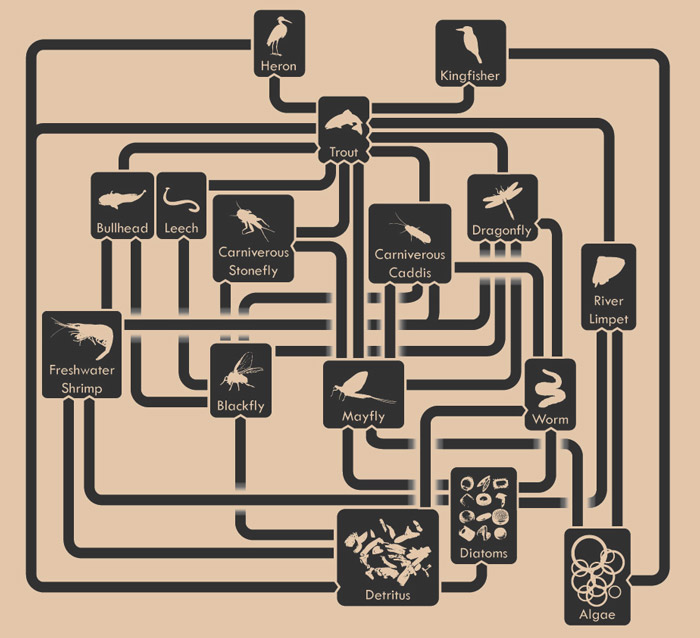 Heron
Kingfisher
Trout
Bullhead
Leech
Carniverous
Stonefly
Carniverous
Caddis
Dragonfly
River
Limpet
Freshwater
Shrimp
Blackfly
Mayfly
Worm
Diatoms
Detritus
Algae